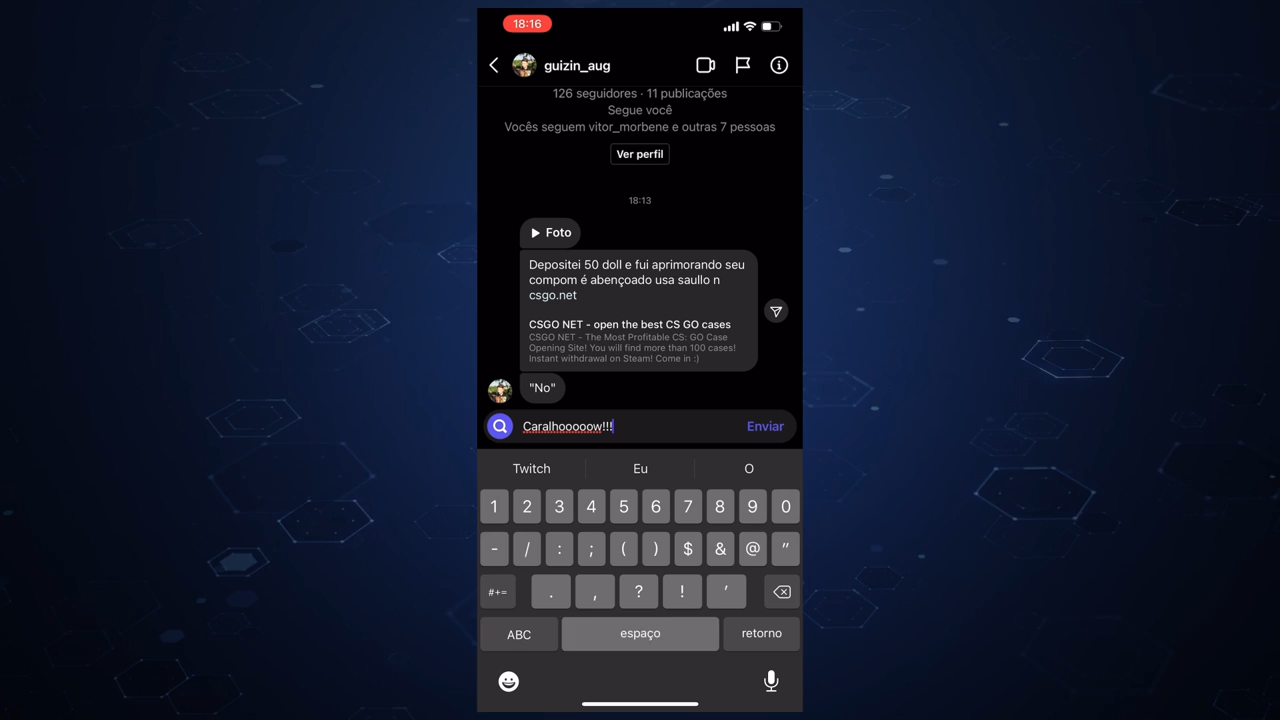 18:16
guizin_aug
126 seguidores · 11 publicações
Segue você
Vocês seguem vitor_morbene e outras 7 pessoas
Ver perfil
18:13
Foto
Depositei 50 doll e fui aprimorando seu
compom é abençoado usa saullo n
csgo.net
CSGO NET - open the best CS GO cases
CSGO NET - The Most Profitable CS: GO Case
Opening Site! You will find more than 100 cases!
Instant withdrawal on Steam! Come in :)
"No"
Caralhooooow!!!
Enviar
Twitch Eu O
1 2 3 4 5 6 7 8 9 0
- / : ; ( ) $ & @ "
#+= . , ? ! '
ABC espaço retorno